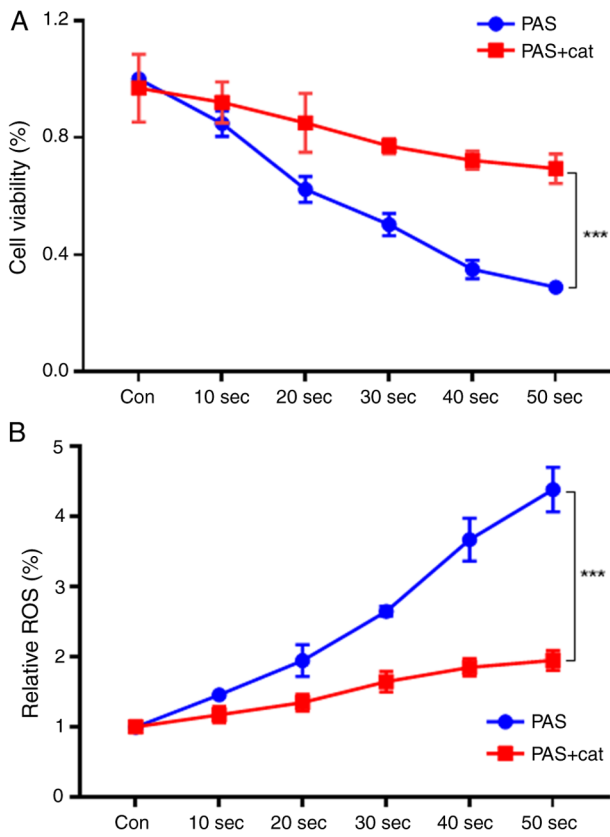 A
PAS
PAS+cat
Cell viability (%)
1.2
0.8
0.4
0.0
***
Con 10 sec 20 sec 30 sec 40 sec 50 sec
B
Relative ROS (%)
5
4
3
2
1
0
***
PAS
PAS+cat
Con 10 sec 20 sec 30 sec 40 sec 50 sec